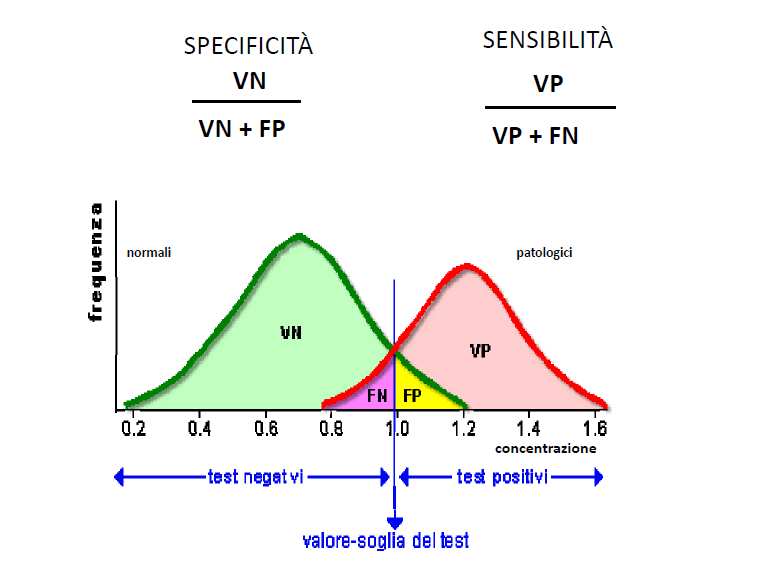 SPECIFICITÀ
VN
VN + FP
SENSIBILITÀ
VP
VP + FN
frequenza
normali
patologici
VN
VP
FN
FP
0.2 0.4 0.6 0.8 1.0 1.2 1.4 1.6
concentrazione
test negat vi
test positivi
valore-soglia del test